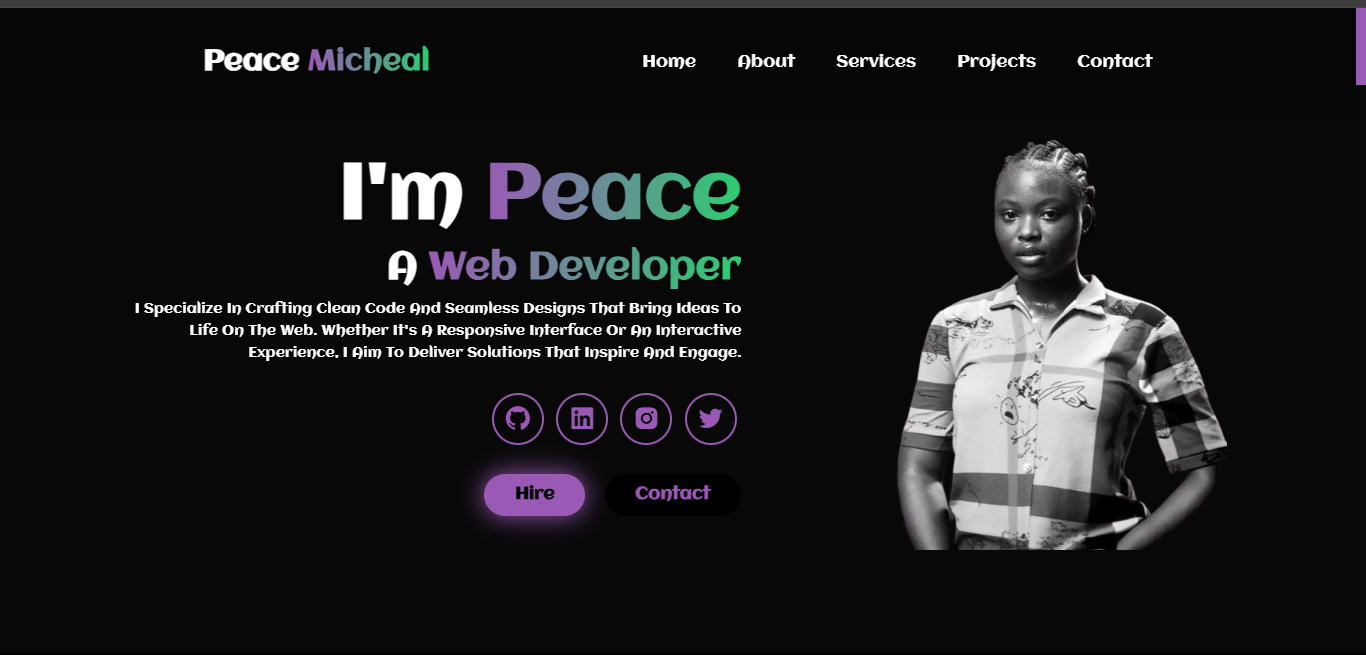 Peace Micheal
Home About Services Projects Contact
I'm Peace
A Web Developer
I Specialize In Crafting Clean Code And Seamless Designs That Bring Ideas To
Life On The Web. Whether It's A Responsive Interface Or An Interactive
Experience, I Aim To Deliver Solutions That Inspire And Engage.
in
Hire Contact